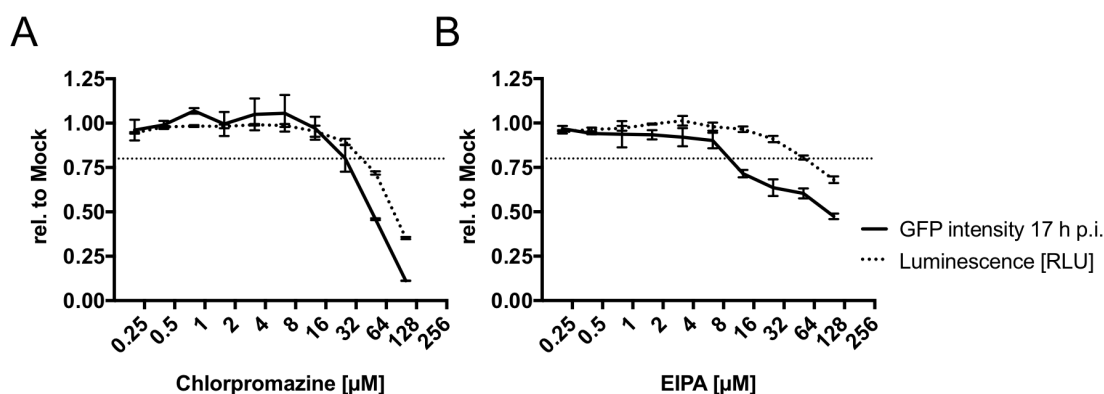 A
rel. to Mock
1.25
1.00
0.75
0.50
0.25
0.00
0.25 0.5 1 2 4 8 16 32 64 128 256
Chlorpromazine [µM]
B
rel. to Mock
1.25
1.00
0.75
0.50
0.25
0.00
0.25 0.5 1 2 4 8 16 32 64 128 256
EIPA [µM]
GFP intensity 17 h p.i.
Luminescence [RLU]